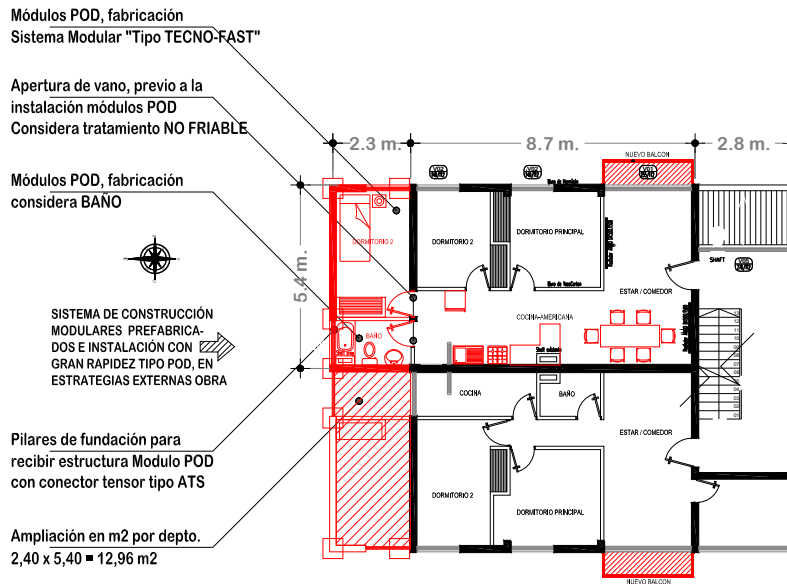 Módulos POD, fabricación
Sistema Modular "Tipo TECNO-FAST"
Apertura de vano, previo a la
instalación módulos POD
Considera tratamiento NO FRIABLE
Módulos POD, fabricación
considera BAÑO
SISTEMA DE CONSTRUCCIÓN
MODULARES PREFABRICA-
DOS E INSTALACIÓN CON
GRAN RAPIDEZ TIPO POD, EN
ESTRATEGIAS EXTERNAS OBRA
Pilares de fundación para
recibir estructura Modulo POD
con conector tensor tipo ATS
Ampliación en m2 por depto.
2,40 x 5,40 = 12,96 m2
2.3 m.
8.7 m.
2.8 m.
5.4 m.
NUEVO BALCON
DORMITORIO 2
DORMITORIO 2
DORMITORIO PRINCIPAL
ESTAR / COMEDOR
SHAFT
COCINA-AMERICANA
BAÑO
COCINA
BAÑO
ESTAR / COMEDOR
DORMITORIO 2
DORMITORIO PRINCIPAL
NUEVO BALCON